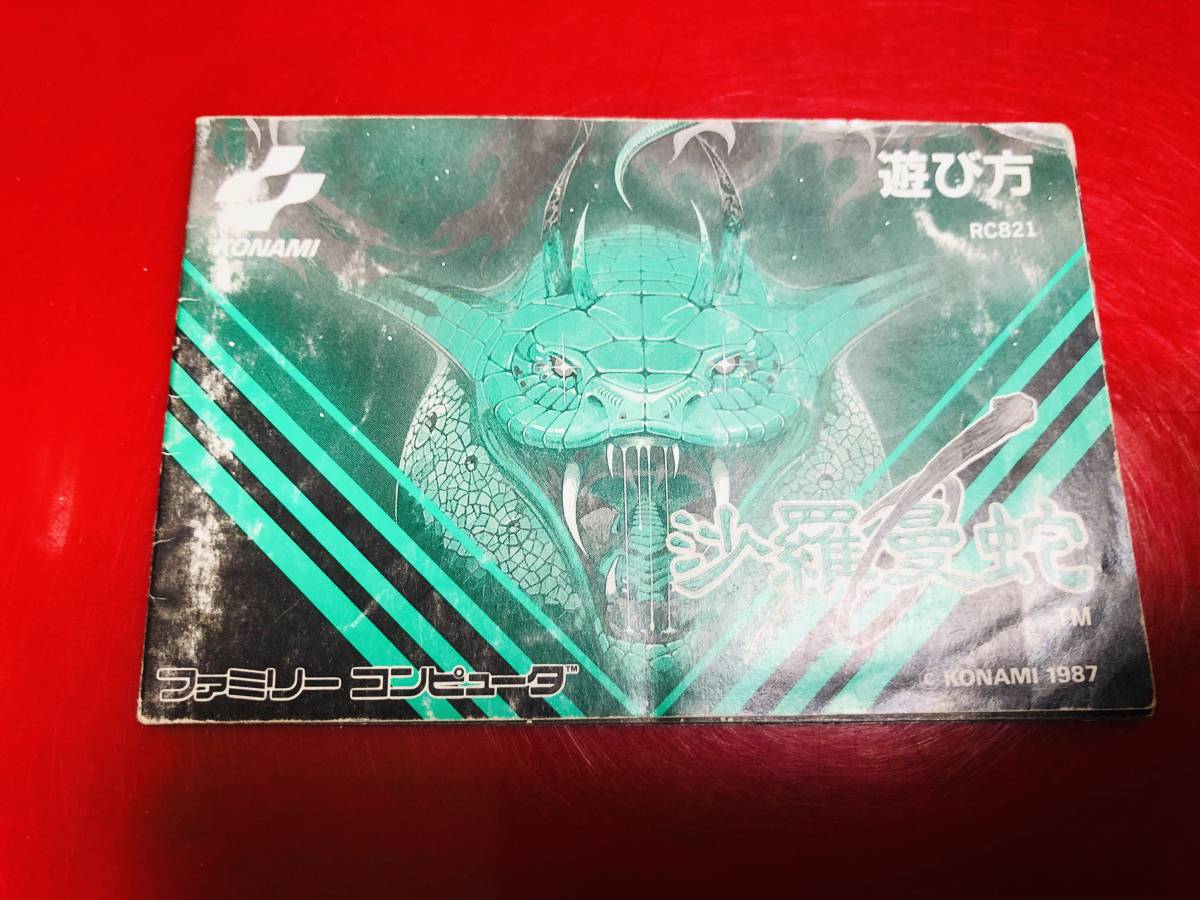 KONAMI
遊び方
RC821
沙羅曼蛇
TM
ファミリーコンピュータ™
© KONAMI 1987